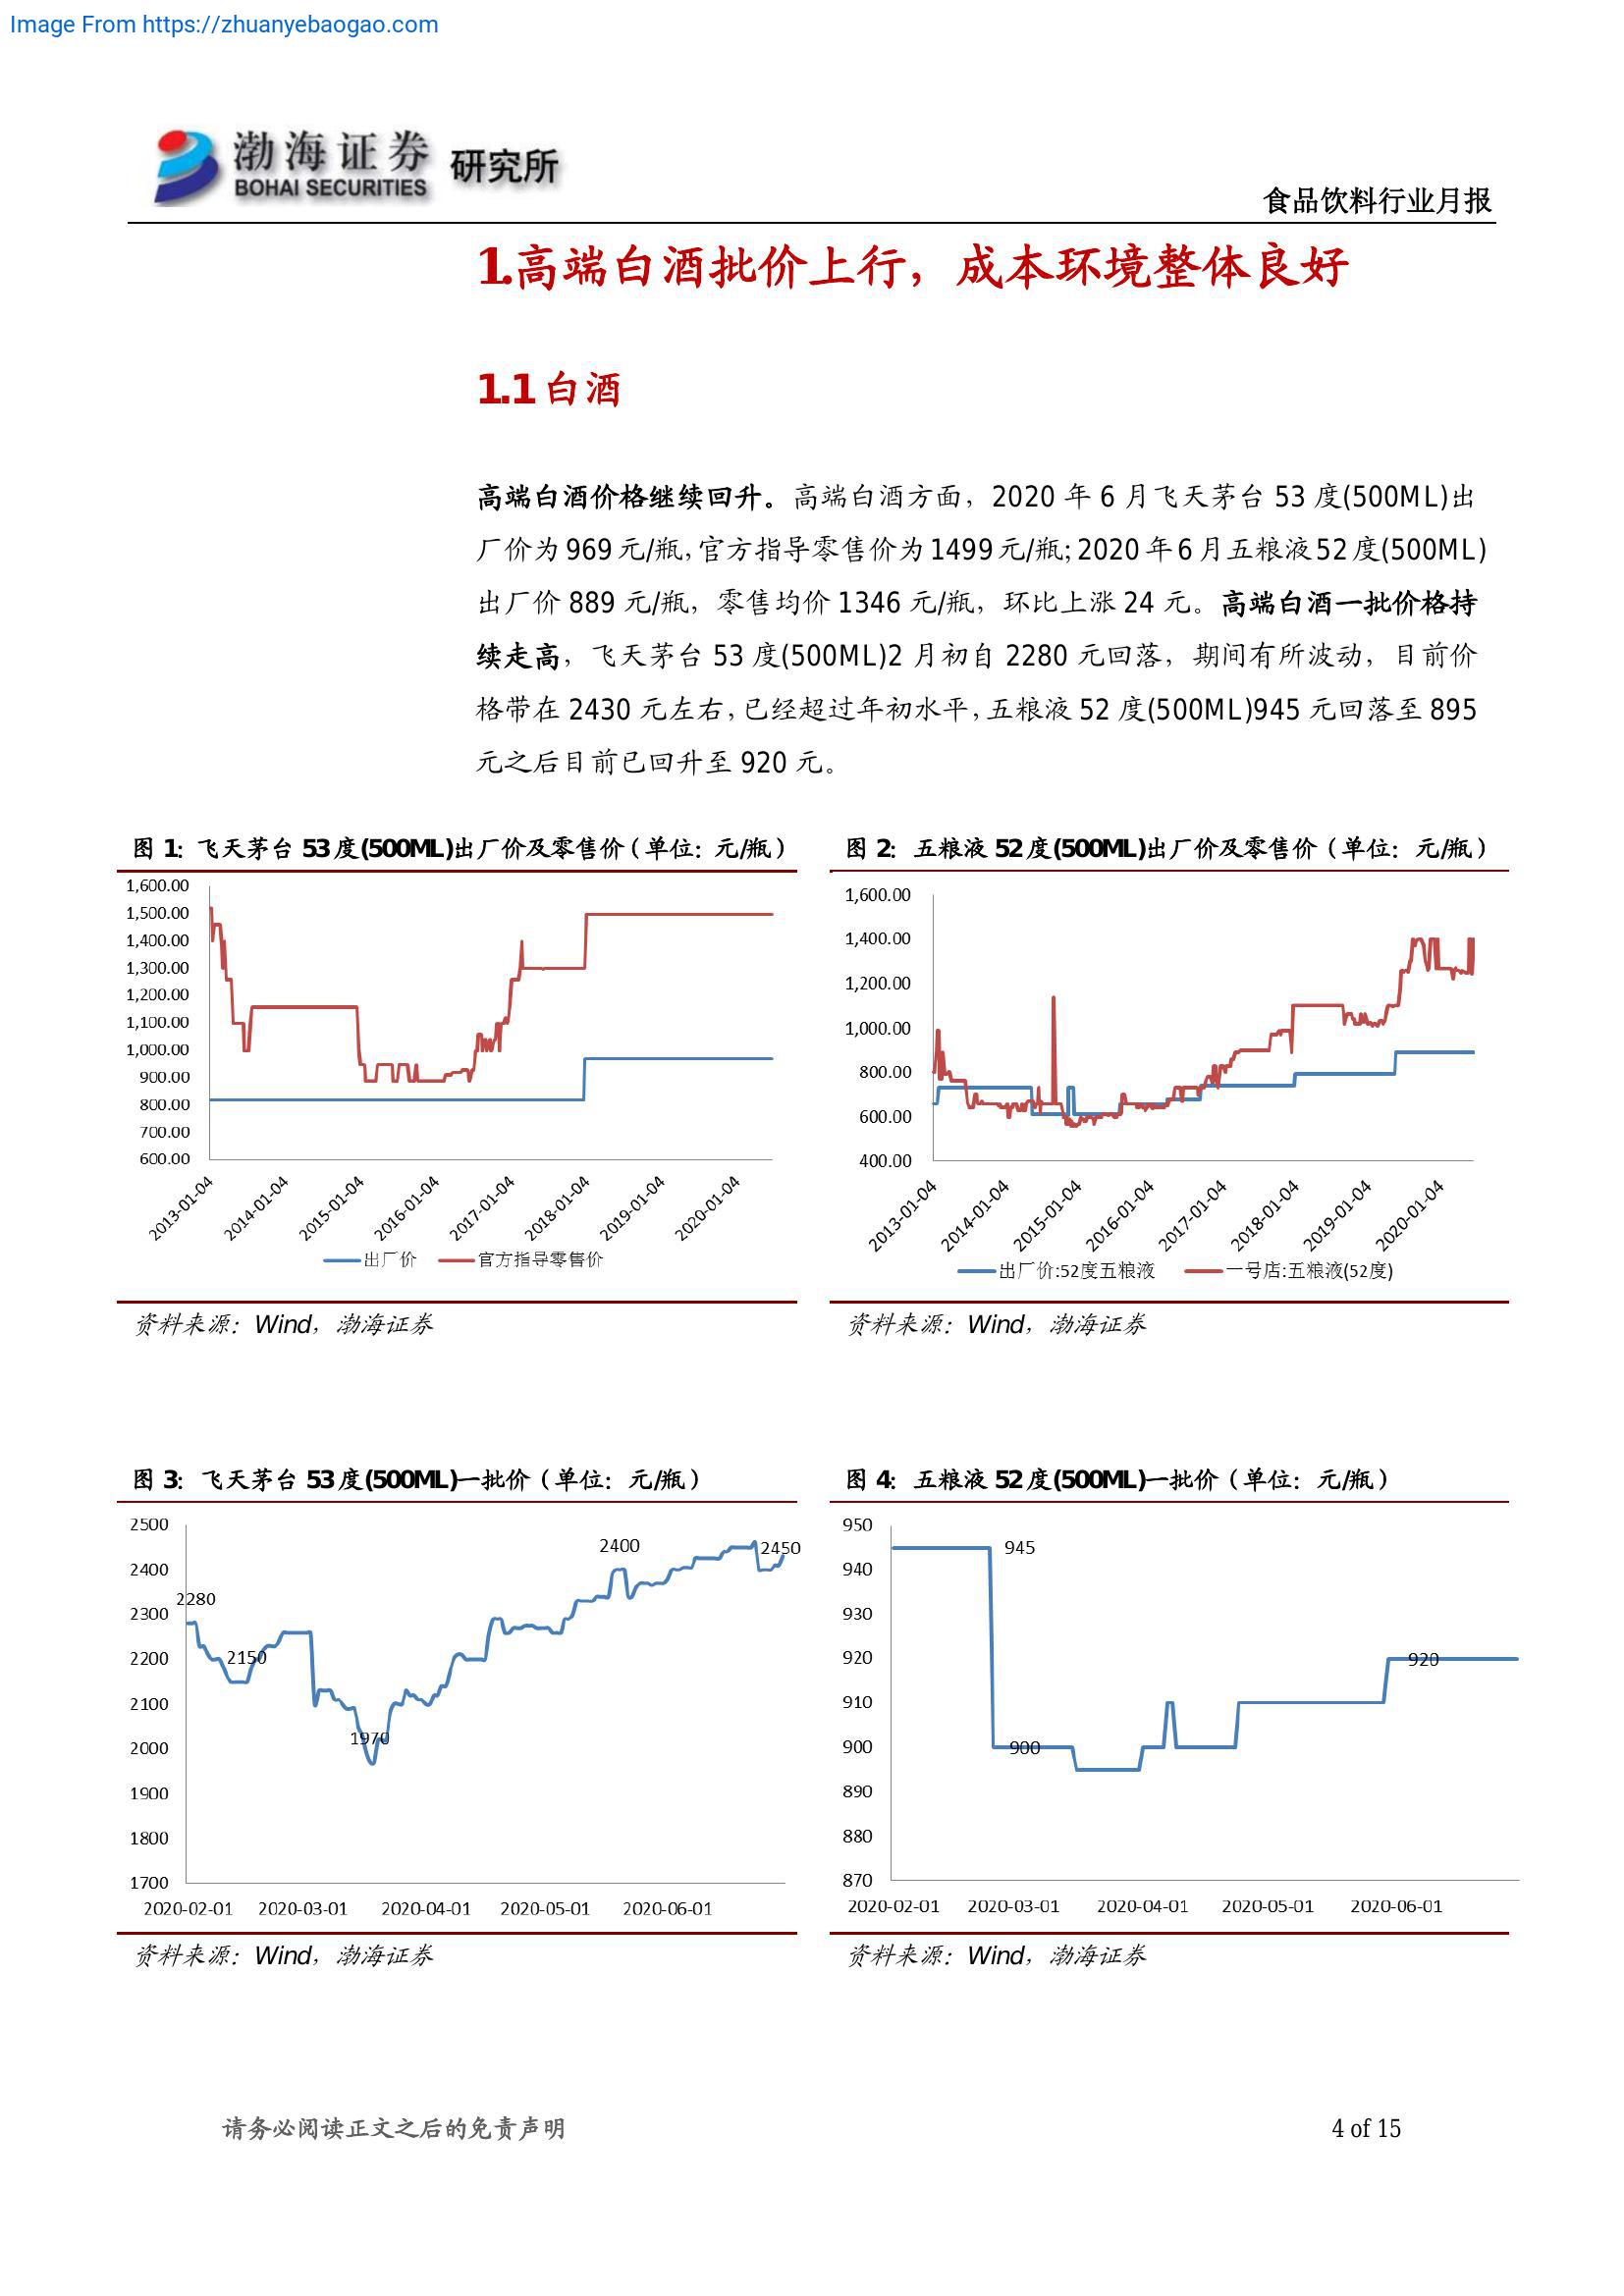 Image From https://zhuanyebaogao.com
渤海证券 研究所
BOHAI SECURITIES
食品饮料行业月报
1.高端白酒批价上行，成本环境整体良好
1.1 白酒
高端白酒价格继续回升。高端白酒方面，2020 年 6 月飞天茅台 53 度(500ML)出
厂价为 969 元/瓶，官方指导零售价为 1499 元/瓶；2020 年 6 月五粮液 52 度(500ML)
出厂价 889 元/瓶，零售均价 1346 元/瓶，环比上涨 24 元。高端白酒一批价格持
续走高，飞天茅台 53 度(500ML)2 月初自 2280 元回落，期间有所波动，目前价
格带在 2430 元左右，已经超过年初水平，五粮液 52 度(500ML)945 元回落至 895
元之后目前已回升至 920 元。
图 1：飞天茅台 53 度(500ML)出厂价及零售价（单位：元/瓶）
1,600.00
1,500.00
1,400.00
1,300.00
1,200.00
1,100.00
1,000.00
900.00
800.00
700.00
600.00
2013-01-04
2014-01-04
2015-01-04
2016-01-04
2017-01-04
2018-01-04
2019-01-04
2020-01-04
出厂价 官方指导零售价
资料来源：Wind，渤海证券
图 2：五粮液 52 度(500ML)出厂价及零售价（单位：元/瓶）
1,600.00
1,400.00
1,200.00
1,000.00
800.00
600.00
400.00
2013-01-04
2014-01-04
2015-01-04
2016-01-04
2017-01-04
2018-01-04
2019-01-04
2020-01-04
出厂价:52度五粮液 一号店:五粮液(52度)
资料来源：Wind，渤海证券
图 3：飞天茅台 53 度(500ML)一批价（单位：元/瓶）
2500
2400
2300
2200
2100
2000
1900
1800
1700
2280
2150
1970
2400
2450
2020-02-01 2020-03-01 2020-04-01 2020-05-01 2020-06-01
资料来源：Wind，渤海证券
图 4：五粮液 52 度(500ML)一批价（单位：元/瓶）
950
940
930
920
910
900
890
880
870
945
900
920
2020-02-01 2020-03-01 2020-04-01 2020-05-01 2020-06-01
资料来源：Wind，渤海证券
请务必阅读正文之后的免责声明
4 of 15